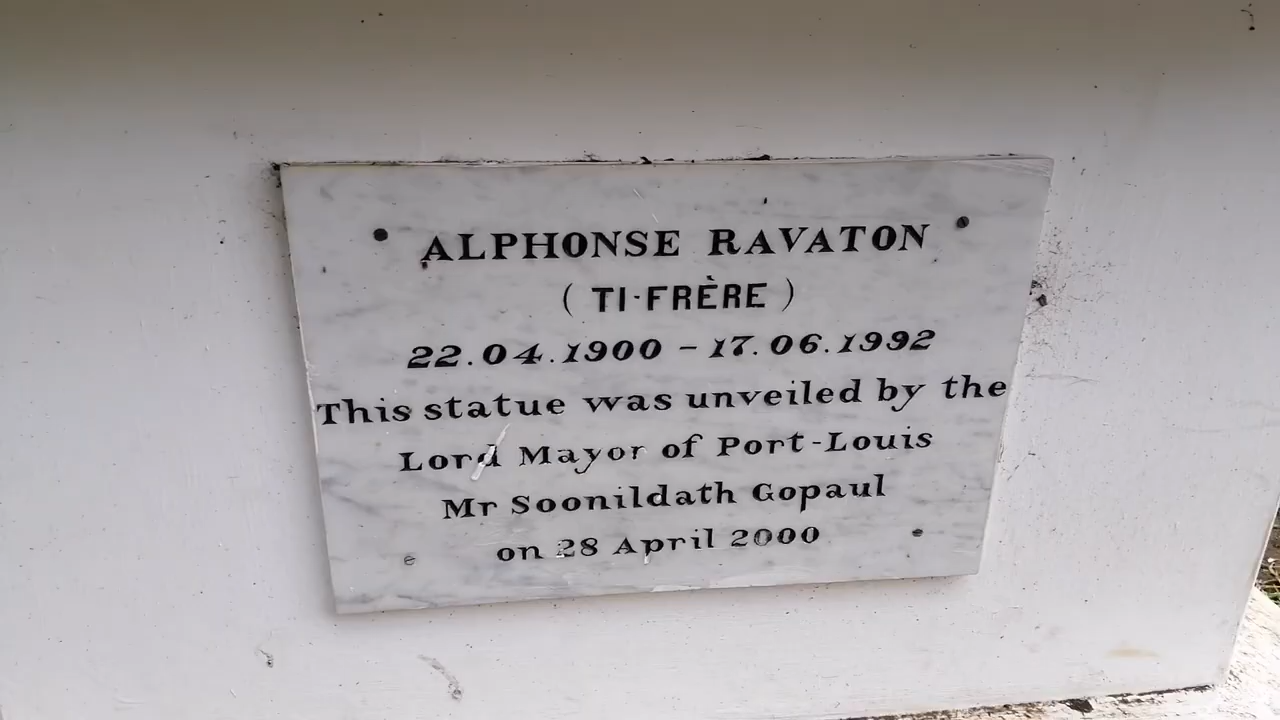 ALPHONSE RAVATON
( TI-FRÈRE )
22.04.1900 - 17.06.1992
This statue was unveiled by the
Lord Mayor of Port-Louis
Mr Soonildath Gopaul
on 28 April 2000